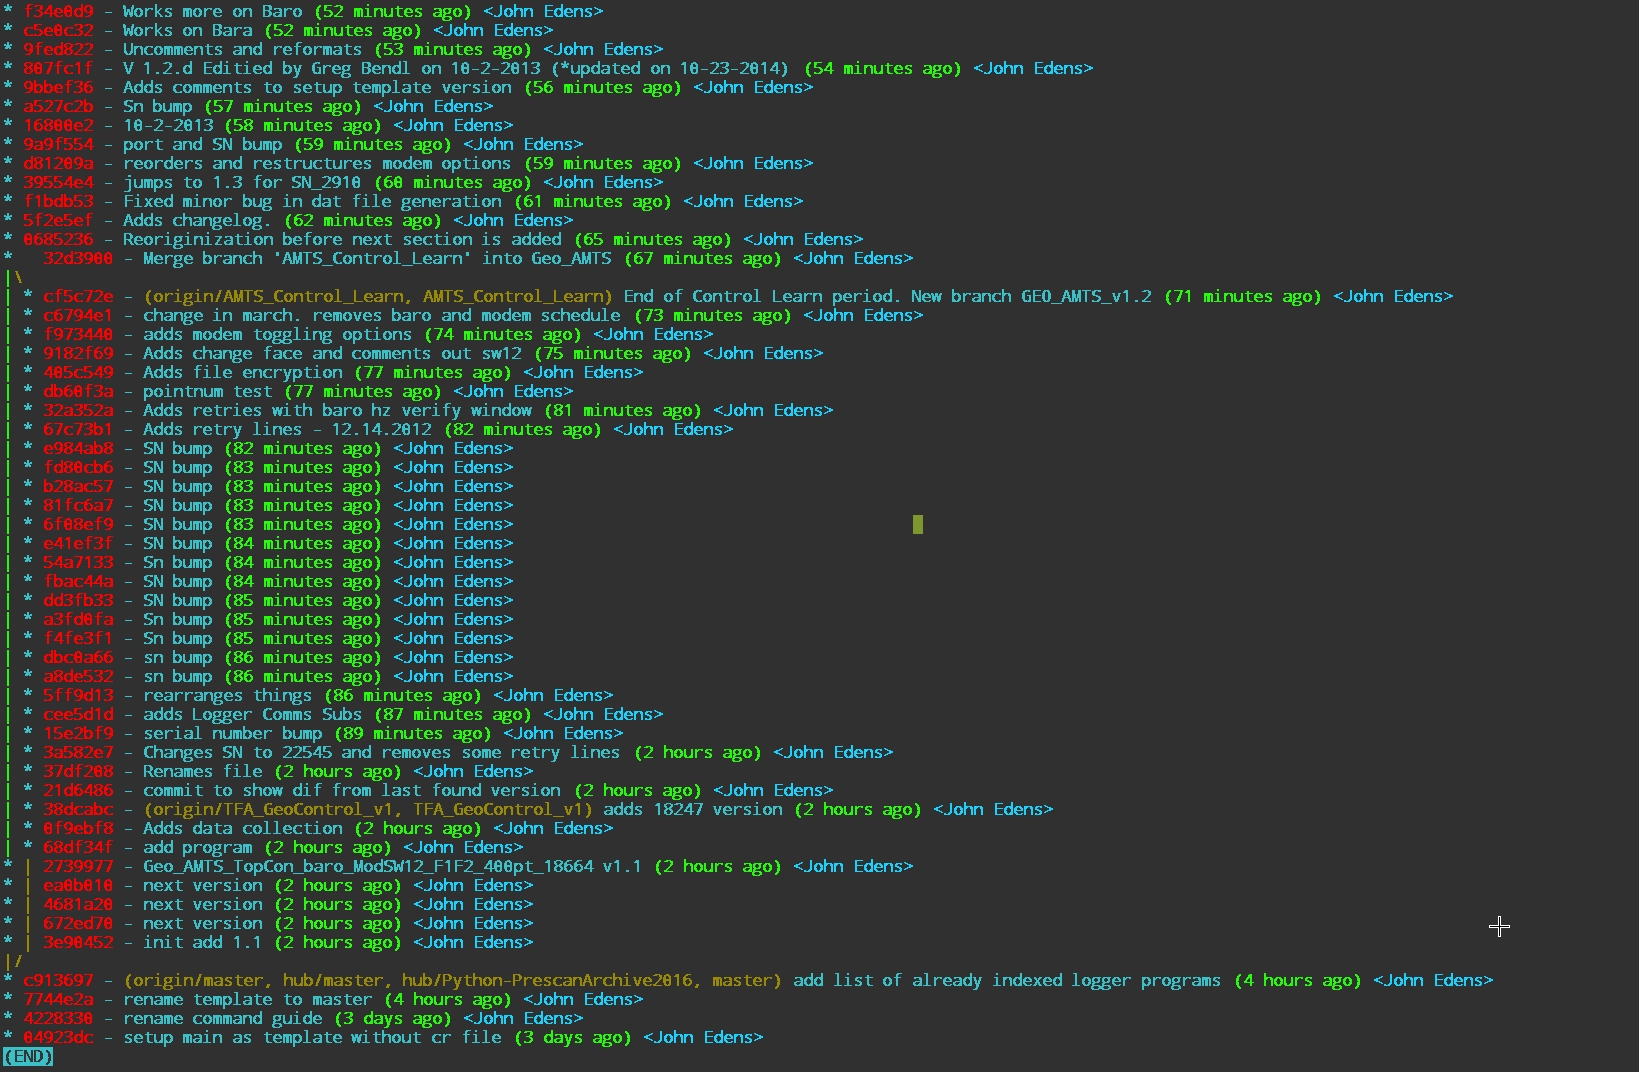 * f34e0d9 - Works more on Baro (52 minutes ago) <John Edens>
* c5e0c32 - Works on Bara (52 minutes ago) <John Edens>
* 9fed822 - Uncomments and reformats (53 minutes ago) <John Edens>
* 807fc1f - V 1.2.d Editied by Greg Bendl on 10-2-2013 (*updated on 10-23-2014) (54 minutes ago) <John Edens>
* 9bbef36 - Adds comments to setup template version (56 minutes ago) <John Edens>
* a527c2b - Sn bump (57 minutes ago) <John Edens>
* 16800e2 - 10-2-2013 (58 minutes ago) <John Edens>
* 9a9f554 - port and SN bump (59 minutes ago) <John Edens>
* d81209a - reorders and restructures modem options (59 minutes ago) <John Edens>
* 39554e4 - jumps to 1.3 for SN_2910 (60 minutes ago) <John Edens>
* f1bdb53 - Fixed minor bug in dat file generation (61 minutes ago) <John Edens>
* 5f2e5ef - Adds changelog. (62 minutes ago) <John Edens>
* 0685236 - Reoriginization before next section is added (65 minutes ago) <John Edens>
*   32d3900 - Merge branch 'AMTS_Control_Learn' into Geo_AMTS (67 minutes ago) <John Edens>
|\
| * cf5c72e - (origin/AMTS_Control_Learn, AMTS_Control_Learn) End of Control Learn period. New branch GEO_AMTS_v1.2 (71 minutes ago) <John Edens>
| * c6794e1 - change in march. removes baro and modem schedule (73 minutes ago) <John Edens>
| * f973440 - adds modem toggling options (74 minutes ago) <John Edens>
| * 9182f69 - Adds change face and comments out sw12 (75 minutes ago) <John Edens>
| * 405c549 - Adds file encryption (77 minutes ago) <John Edens>
| * db60f3a - pointnum test (77 minutes ago) <John Edens>
| * 32a352a - Adds retries with baro hz verify window (81 minutes ago) <John Edens>
| * 67c73b1 - Adds retry lines - 12.14.2012 (82 minutes ago) <John Edens>
| * e984ab8 - SN bump (82 minutes ago) <John Edens>
| * fd80cb6 - SN bump (83 minutes ago) <John Edens>
| * b28ac57 - SN bump (83 minutes ago) <John Edens>
| * 81fc6a7 - SN bump (83 minutes ago) <John Edens>
| * 6f08ef9 - SN bump (83 minutes ago) <John Edens>
| * e41ef3f - SN bump (84 minutes ago) <John Edens>
| * 54a7133 - Sn bump (84 minutes ago) <John Edens>
| * fbac44a - SN bump (84 minutes ago) <John Edens>
| * dd3fb33 - SN bump (85 minutes ago) <John Edens>
| * a3fd0fa - Sn bump (85 minutes ago) <John Edens>
| * f4fe3f1 - Sn bump (85 minutes ago) <John Edens>
| * dbc0a66 - sn bump (86 minutes ago) <John Edens>
| * a8de532 - sn bump (86 minutes ago) <John Edens>
| * 5ff9d13 - rearranges things (86 minutes ago) <John Edens>
| * cee5d1d - adds Logger Comms Subs (87 minutes ago) <John Edens>
| * 15e2bf9 - serial number bump (89 minutes ago) <John Edens>
| * 3a582e7 - Changes SN to 22545 and removes some retry lines (2 hours ago) <John Edens>
| * 37df208 - Renames file (2 hours ago) <John Edens>
| * 21d6486 - commit to show dif from last found version (2 hours ago) <John Edens>
| * 38dcabc - (origin/TFA_GeoControl_v1, TFA_GeoControl_v1) adds 18247 version (2 hours ago) <John Edens>
| * 0f9ebf8 - Adds data collection (2 hours ago) <John Edens>
| * 68df34f - add program (2 hours ago) <John Edens>
* | 2739977 - Geo_AMTS_TopCon_baro_ModSW12_F1F2_400pt_18664 v1.1 (2 hours ago) <John Edens>
* | ea0b010 - next version (2 hours ago) <John Edens>
* | 4681a20 - next version (2 hours ago) <John Edens>
* | 672ed70 - next version (2 hours ago) <John Edens>
* | 3e90452 - init add 1.1 (2 hours ago) <John Edens>
|/
* c913697 - (origin/master, hub/master, hub/Python-PrescanArchive2016, master) add list of already indexed logger programs (4 hours ago) <John Edens>
* 7744e2a - rename template to master (4 hours ago) <John Edens>
* 4228330 - rename command guide (3 days ago) <John Edens>
* 04923dc - setup main as template without cr file (3 days ago) <John Edens>
(END)